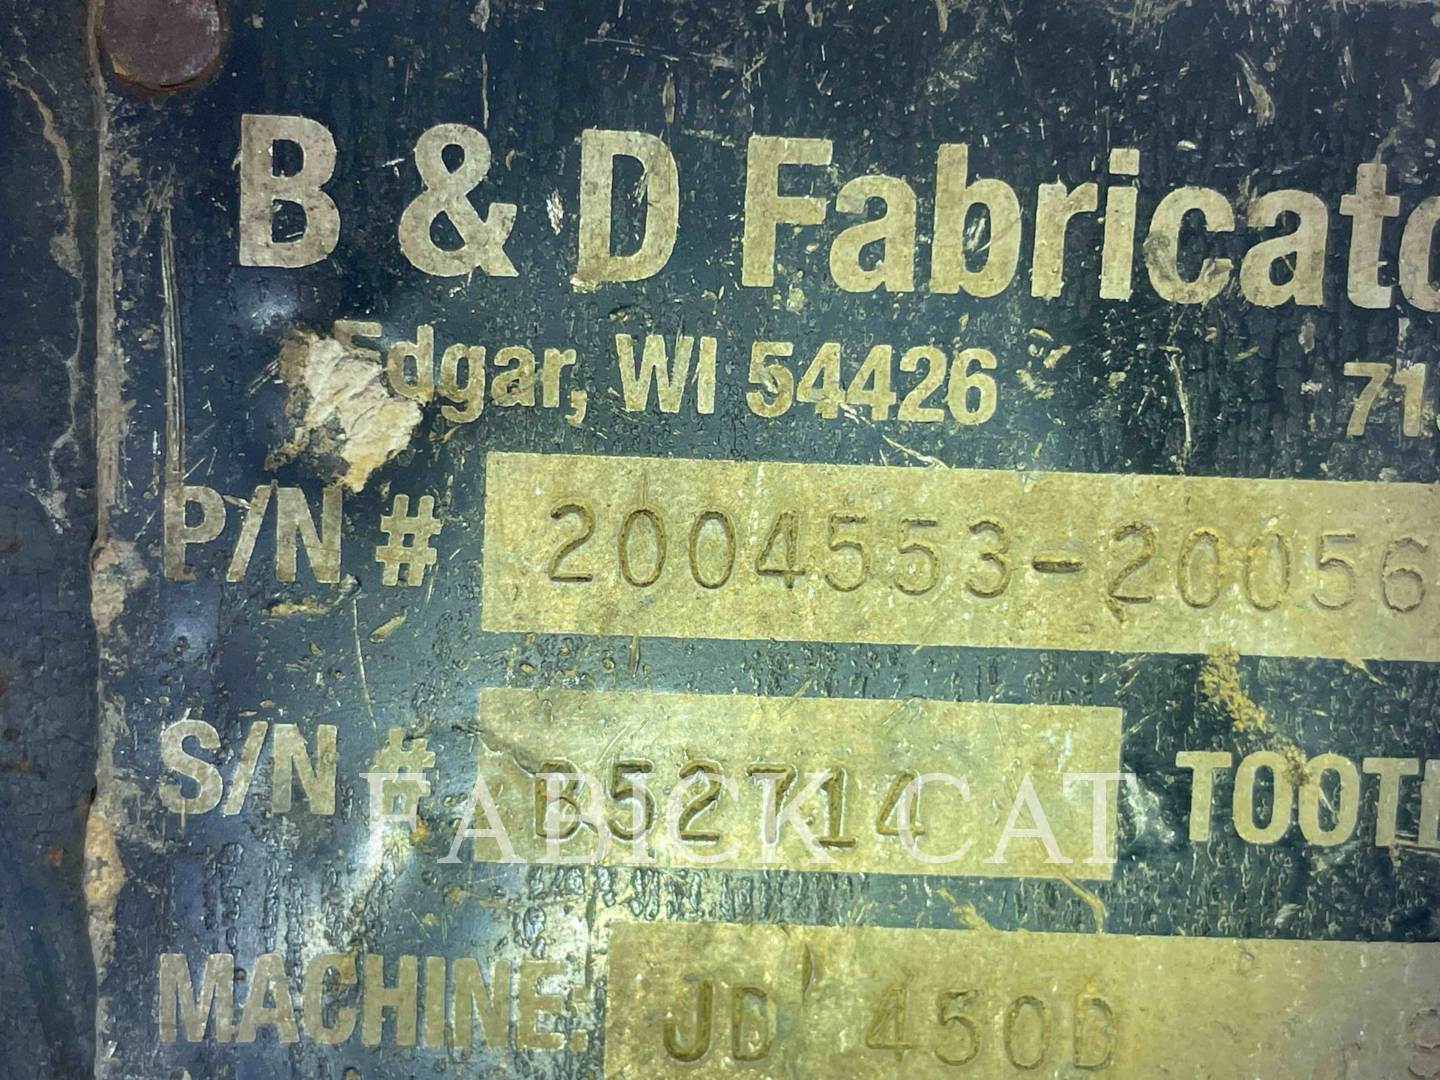 B & D Fabricato
Edgar, WI 54426 71
P/N # 2004553-20056
S/N # B52714 TOOT
FABICK CAT
MACHINE: JD 450D